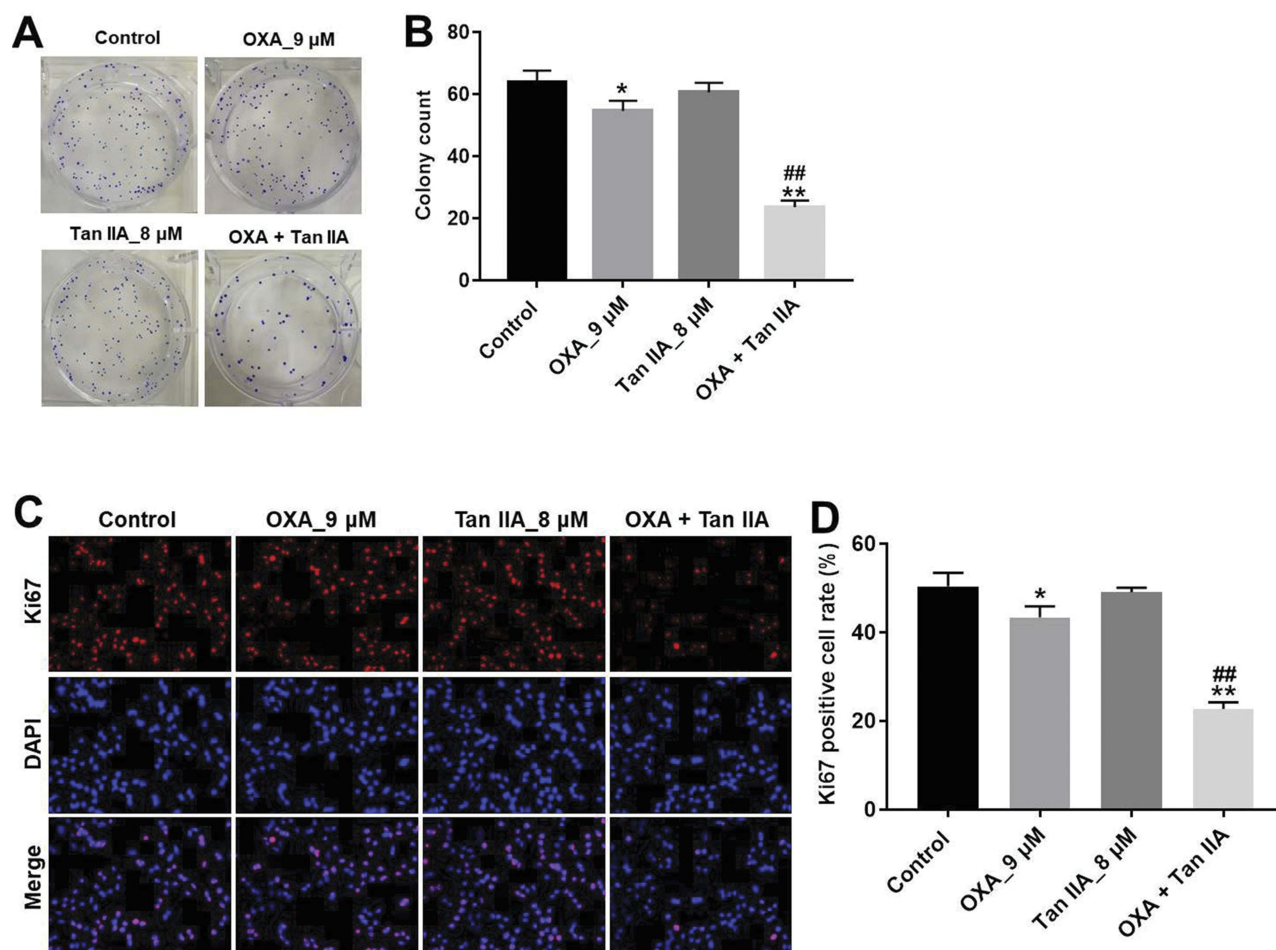 A
Control
OXA_9 µM
Tan IIA_8 µM
OXA + Tan IIA
B
Colony count
80
60
40
20
0
*
##
**
Control
OXA_9 µM
Tan IIA_8 µM
OXA + Tan IIA
C
Control
OXA_9 µM
Tan IIA_8 µM
OXA + Tan IIA
Ki67
DAPI
Merge
D
Ki67 positive cell rate (%)
60
40
20
0
*
##
**
Control
OXA_9 µM
Tan IIA_8 µM
OXA + Tan IIA